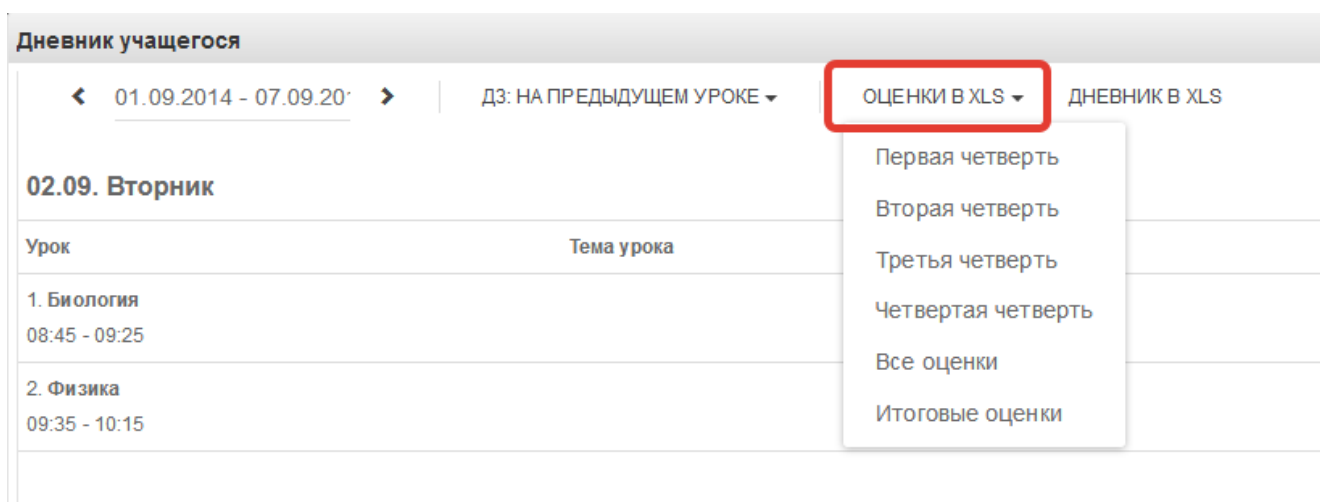 Дневник учащегося
01.09.2014 - 07.09.20 ДЗ: НА ПРЕДЫДУЩЕМ УРОКЕ ОЦЕНКИ В XLS ДНЕВНИК В XLS
Первая четверть
02.09. Вторник
Вторая четверть
Урок Тема урока
Третья четверть
1. Биология
08:45 - 09:25
Четвертая четверть
Все оценки
2. Физика
09:35 - 10:15
Итоговые оценки